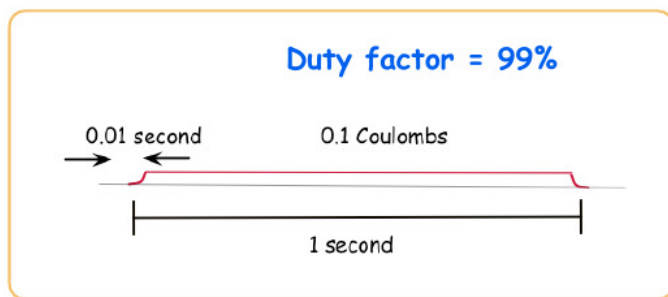 Duty factor = 99%
0.01 second
0.1 Coulombs
1 second